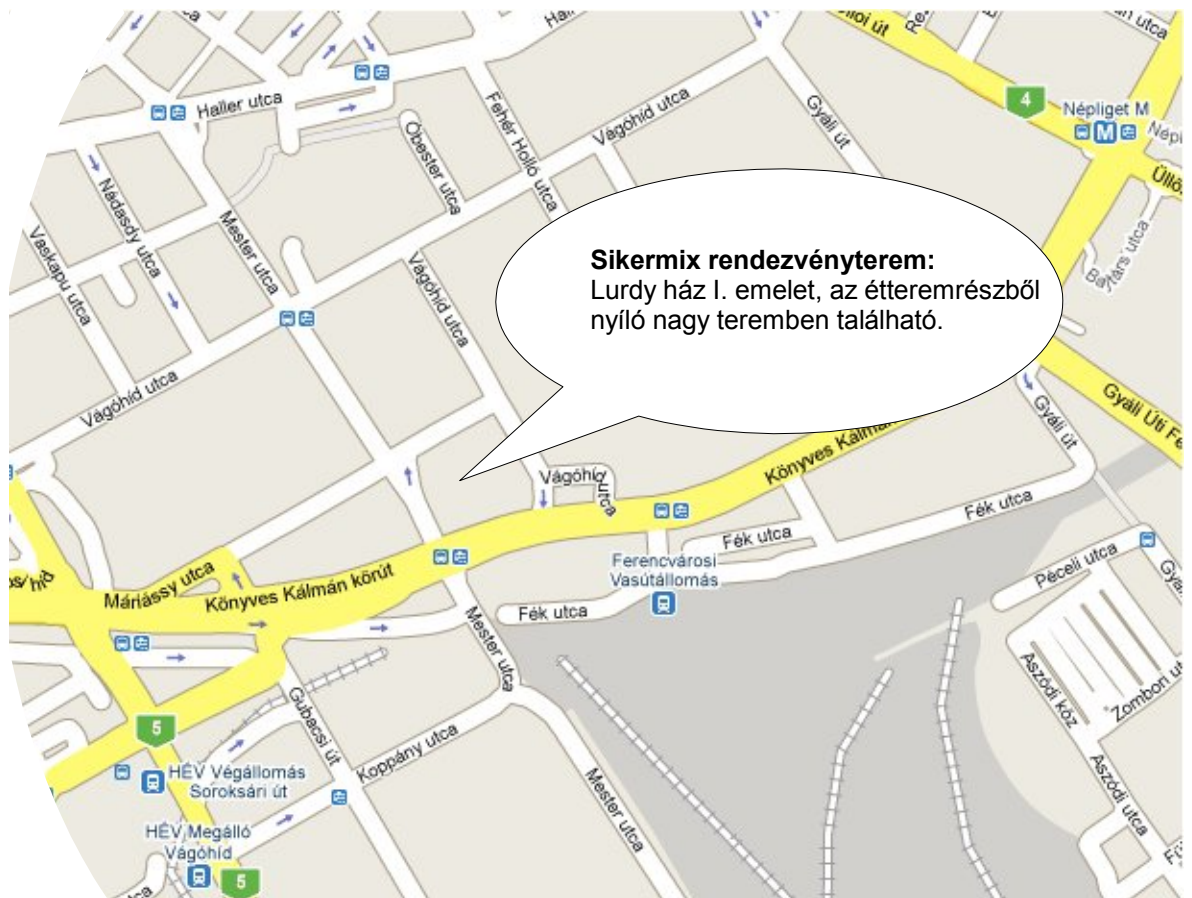 Haller utca
Haller utca
Óbester utca
Fehér Holló utca
Vágóhíd utca
Gyáli út
4
Népliget M
M
Bajtárs utca
Nádasdy utca
Vaskapu utca
Mester utca
Vágóhíd utca
Sikermix rendezvényterem:
Lurdy ház I. emelet, az étteremrészből
nyíló nagy teremben található.
Vágóhíd utca
Vágóhíd
utca
Könyves Kálmán
Gyáli út
Gyáli Úti Fe
Fék utca
Fék utca
Ferencvárosi
Vasútállomás
Fék utca
Péceli utca
Máriássy utca
Könyves Kálmán körút
Mester utca
Gubacsi út
Koppány utca
Mester utca
5
HÉV Végállomás
Soroksári út
HÉV Megálló
Vágóhíd
5
Aszódi köz
Zombori ut
Aszódi utca